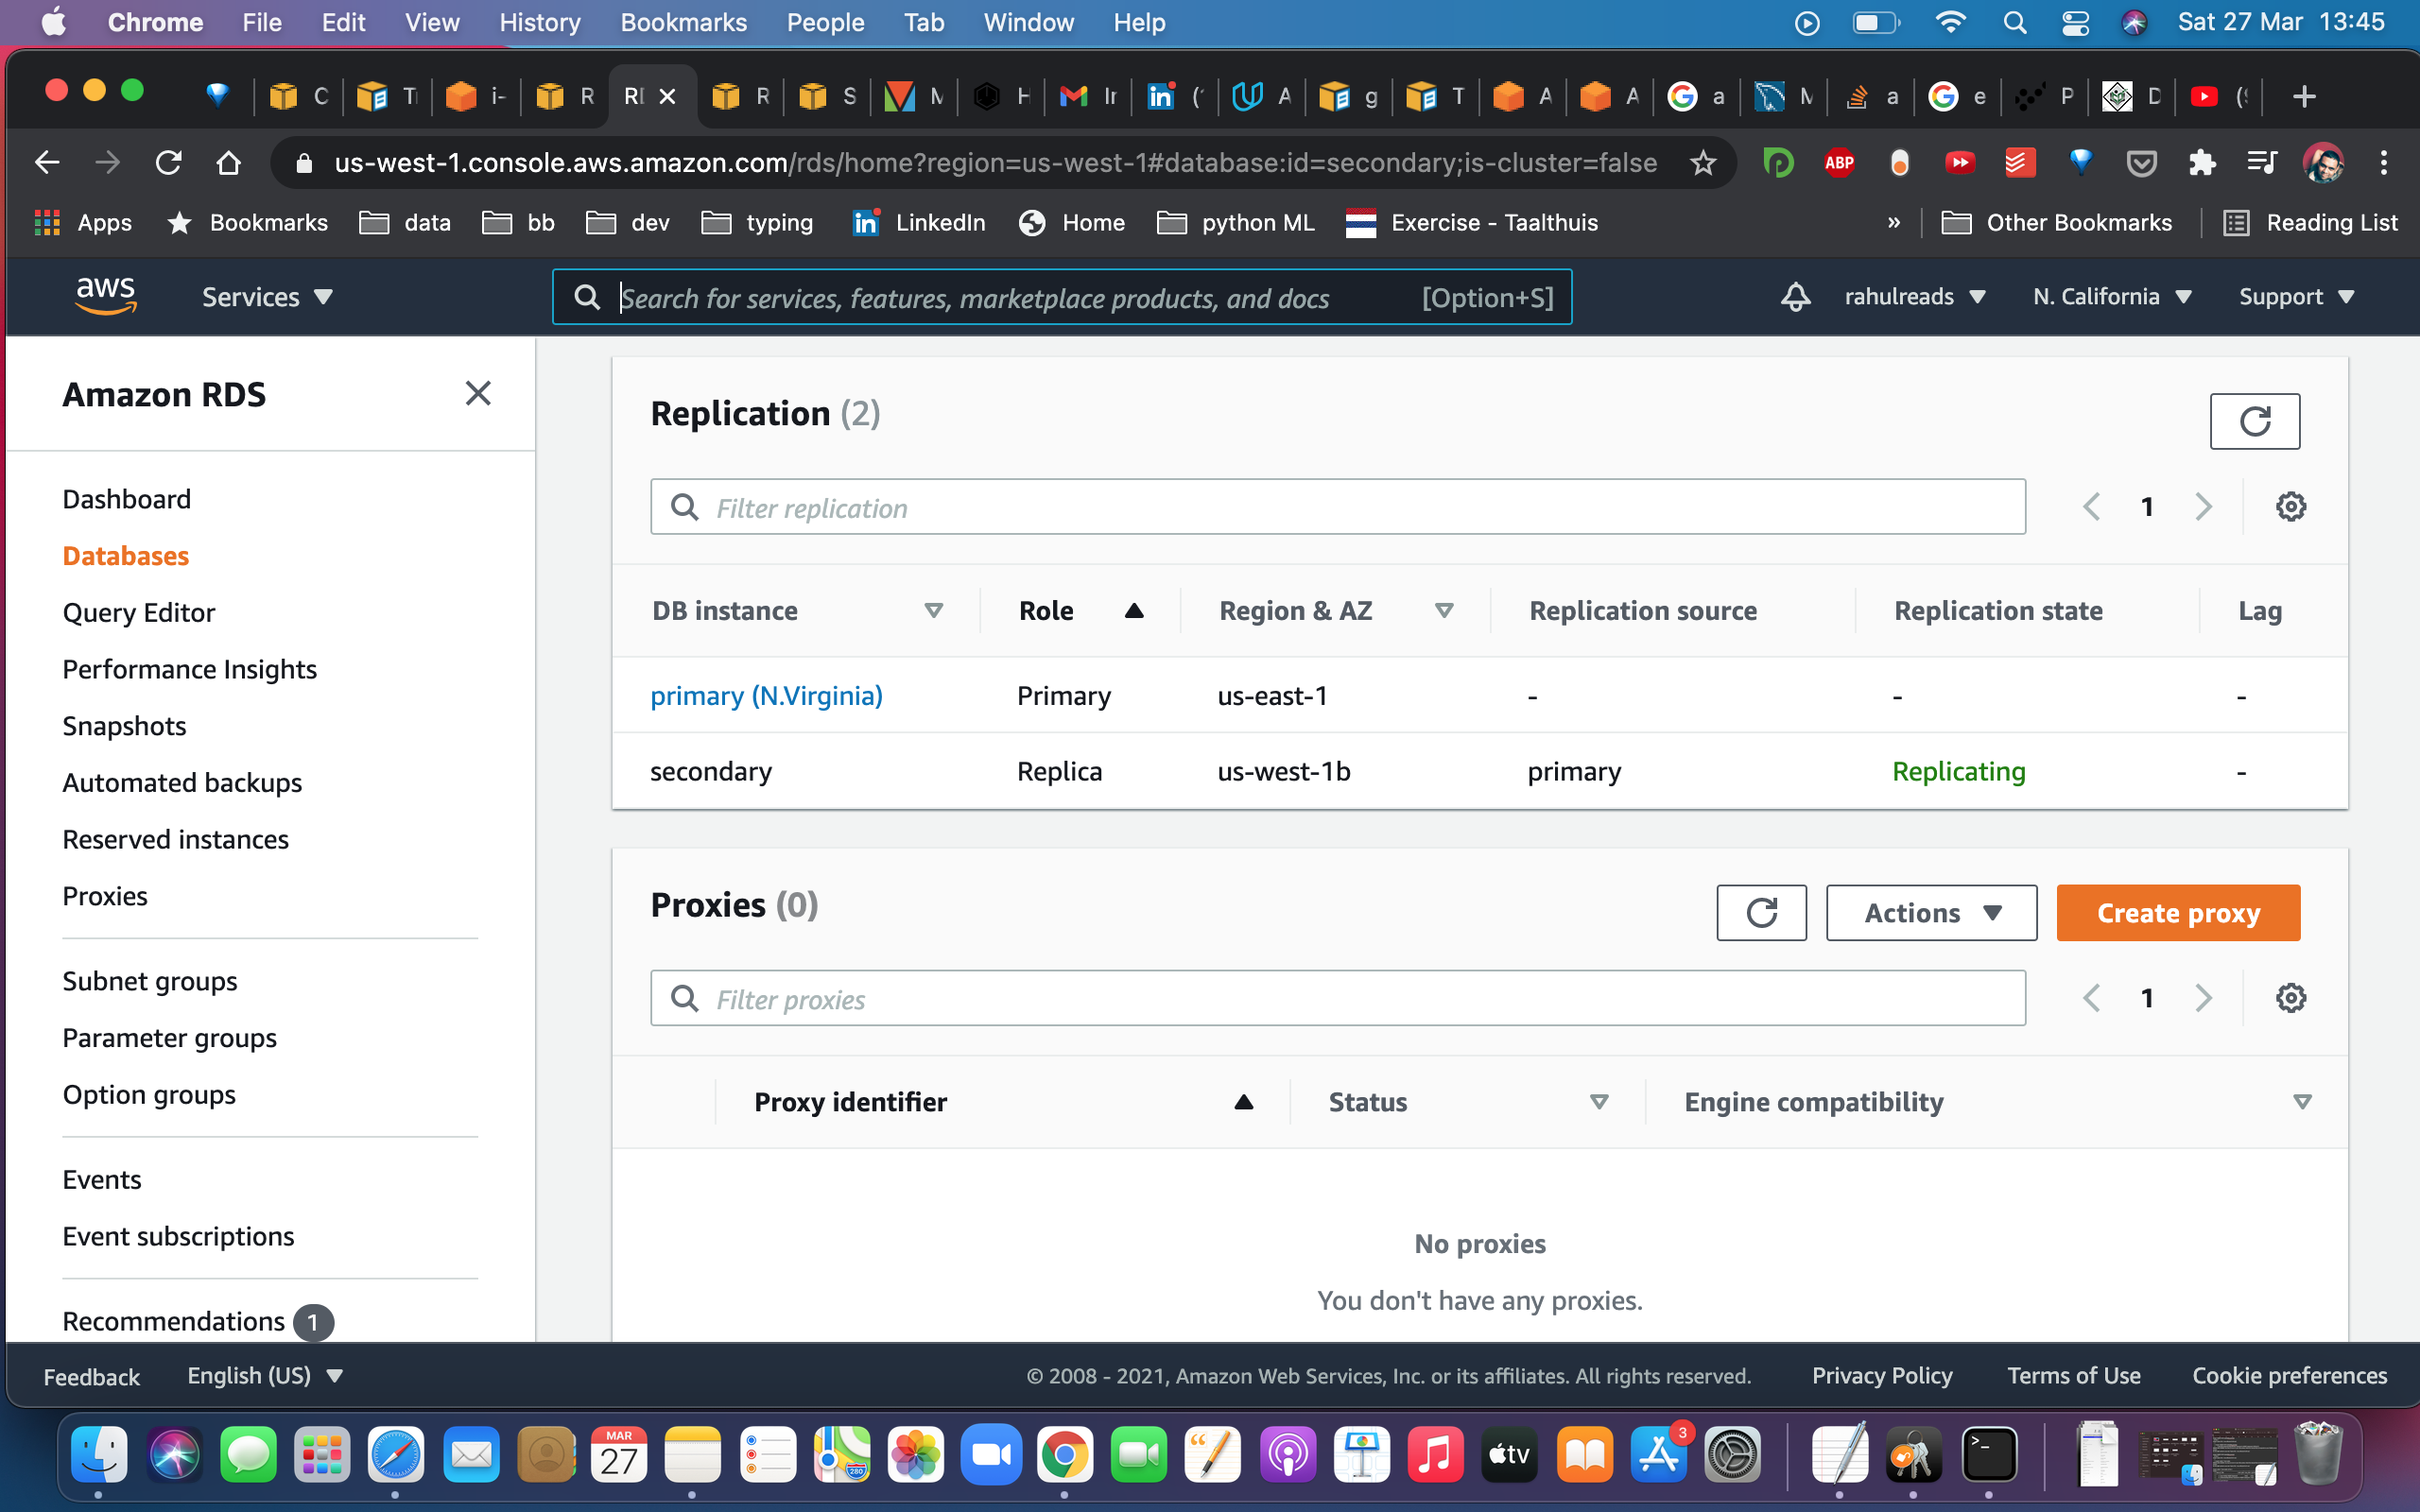 Chrome File Edit View History Bookmarks People Tab Window Help Sat 27 Mar 13:45
C T i- R RI R S M H Ir (' A g T A A a M a e P D (
us-west-1.console.aws.amazon.com/rds/home?region=us-west-1#database:id=secondary;is-cluster=false ABP
Apps Bookmarks data bb dev typing LinkedIn Home python ML Exercise - Taalthuis » Other Bookmarks Reading List
aws Services Search for services, features, marketplace products, and docs [Option+S] rahulreads N. California Support
Amazon RDS
Dashboard
Databases
Query Editor
Performance Insights
Snapshots
Automated backups
Reserved instances
Proxies
Subnet groups
Parameter groups
Option groups
Events
Event subscriptions
Recommendations 1
Replication (2)
Filter replication 1
DB instance Role Region & AZ Replication source Replication state Lag
primary (N.Virginia) Primary us-east-1 - - -
secondary Replica us-west-1b primary Replicating -
Proxies (0) Actions Create proxy
Filter proxies 1
Proxy identifier Status Engine compatibility
No proxies
You don't have any proxies.
Feedback English (US) © 2008 - 2021, Amazon Web Services, Inc. or its affiliates. All rights reserved. Privacy Policy Terms of Use Cookie preferences
MAR
27
280
tv
3